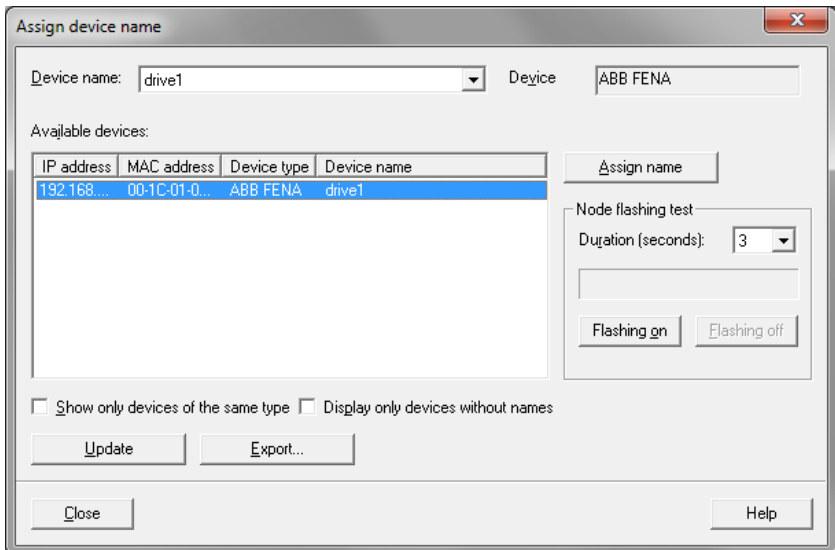 Assign device name
Device name: drive1 Device ABB FENA
Available devices:
IP address MAC address Device type Device name
192.168.... 00-1C-01-0... ABB FENA drive1
Assign name
Node flashing test
Duration (seconds): 3
Flashing on Flashing off
Show only devices of the same type Display only devices without names
Update Export...
Close Help